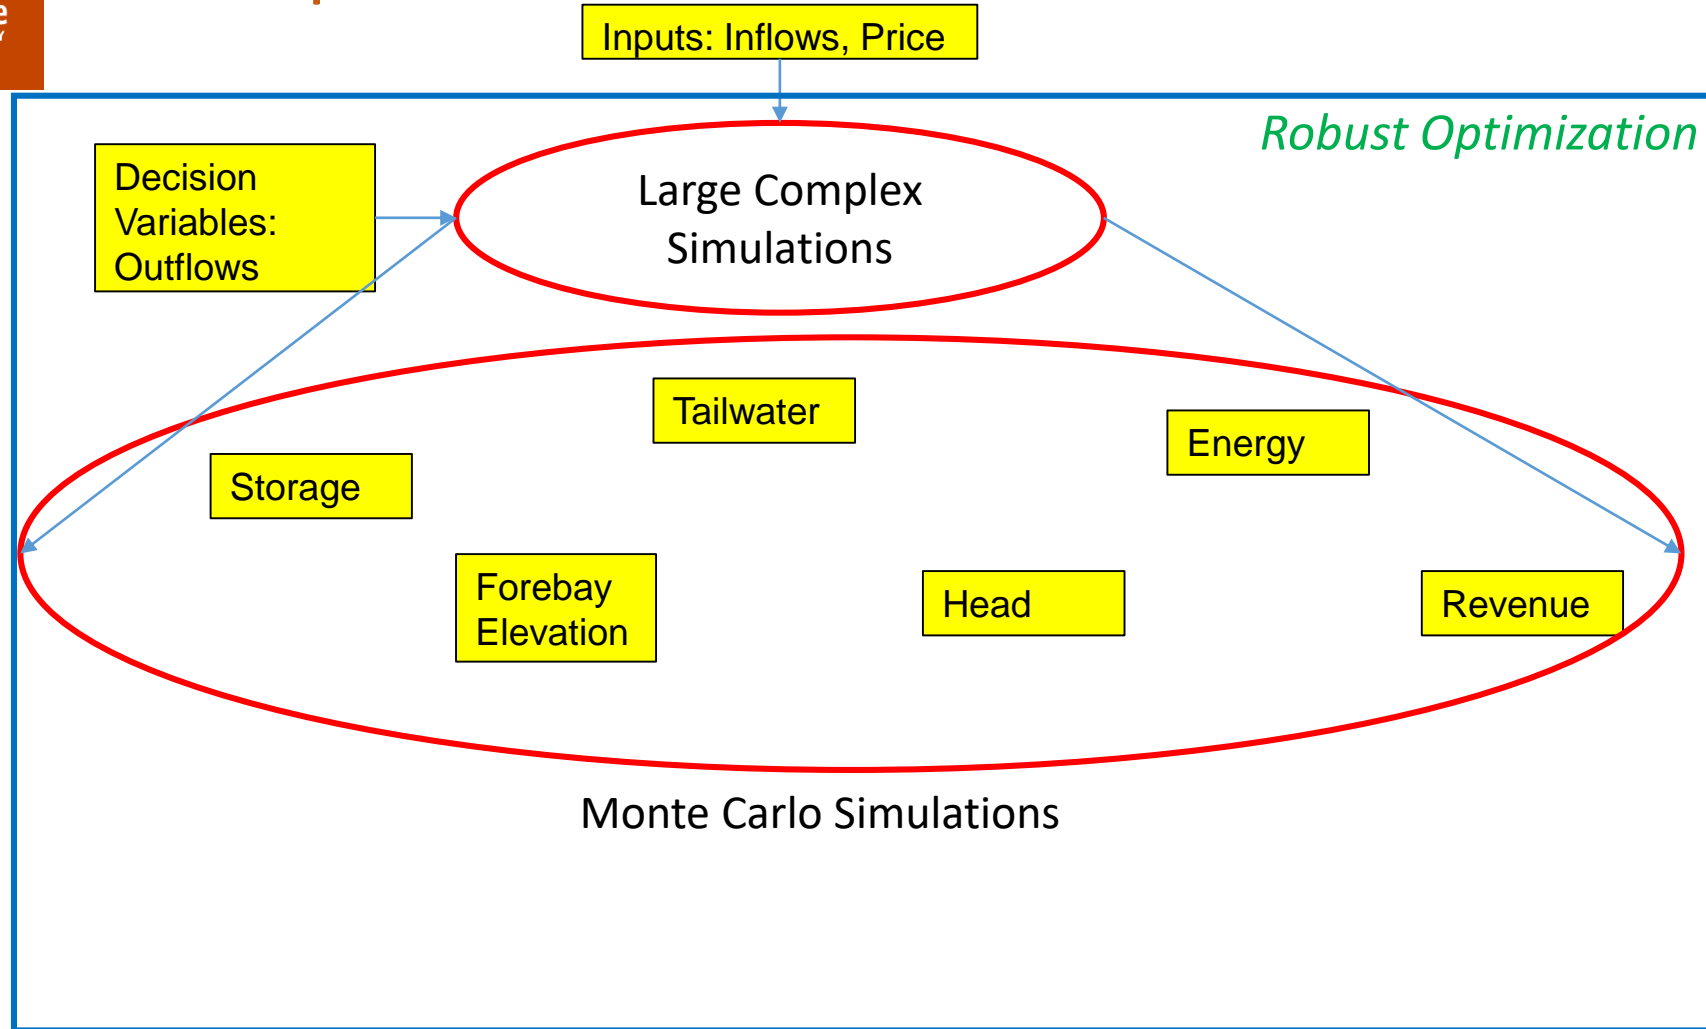 Inputs: Inflows, Price
Robust Optimization
Decision
Variables:
Outflows
Large Complex
Simulations
Tailwater
Energy
Storage
Forebay
Elevation
Head
Revenue
Monte Carlo Simulations